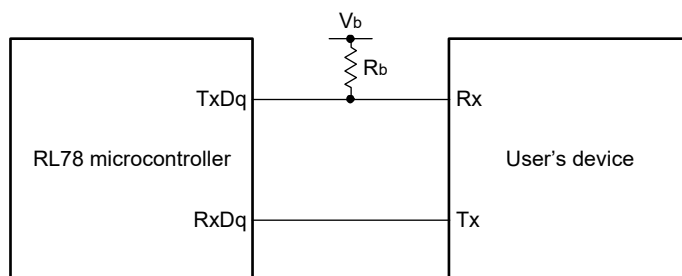 Vb
Rb
TxDq
Rx
RL78 microcontroller
User's device
RxDq
Tx